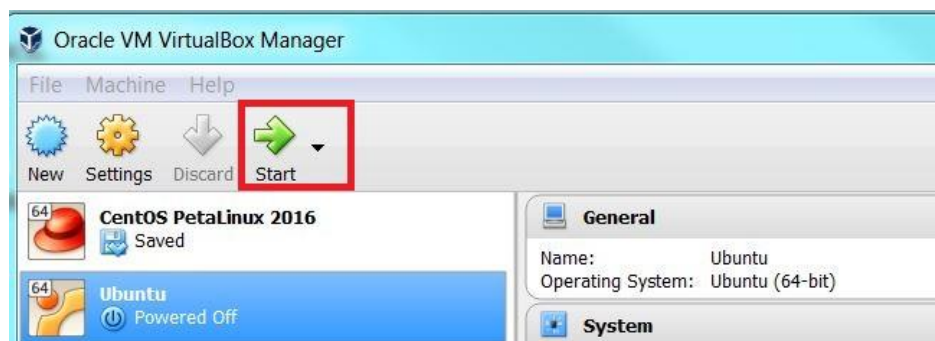 Oracle VM VirtualBox Manager
File Machine Help
New Settings Discard Start
64 CentOS PetaLinux 2016
Saved
64 Ubuntu
Powered Off
General
Name: Ubuntu
Operating System: Ubuntu (64-bit)
System